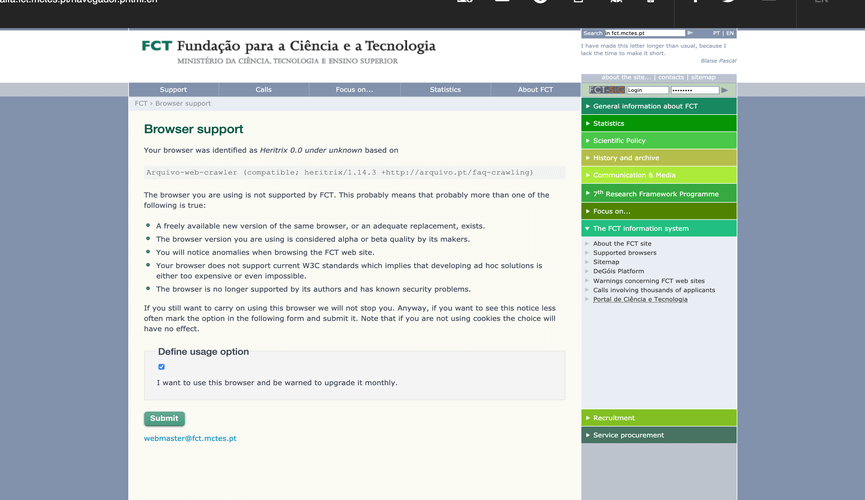 EN
FCT Fundação para a Ciência e a Tecnologia
MINISTÉRIO DA CIÊNCIA, TECNOLOGIA E ENSINO SUPERIOR
Search in fct.mctes.pt PT | EN
I have made this letter longer than usual, because I
lack the time to make it short.
Blaise Pascal
about the site... | contacts | sitemap
Support Calls Focus on... Statistics About FCT
Login ••••••••
FCT › Browser support
Browser support
Your browser was identified as Heritrix 0.0 under unknown based on
Arquivo-web-crawler (compatible; heritrix/1.14.3 +http://arquivo.pt/faq-crawling)
The browser you are using is not supported by FCT. This probably means that probably more than one of the
following is true:
A freely available new version of the same browser, or an adequate replacement, exists.
The browser version you are using is considered alpha or beta quality by its makers.
You will notice anomalies when browsing the FCT web site.
Your browser does not support current W3C standards which implies that developing ad hoc solutions is
either too expensive or even impossible.
The browser is no longer supported by its authors and has known security problems.
If you still want to carry on using this browser we will not stop you. Anyway, if you want to see this notice less
often mark the option in the following form and submit it. Note that if you are not using cookies the choice will
have no effect.
Define usage option
I want to use this browser and be warned to upgrade it monthly.
Submit
webmaster@fct.mctes.pt
General information about FCT
Statistics
Scientific Policy
History and archive
Communication & Media
7th Research Framework Programme
Focus on...
The FCT information system
About the FCT site
Supported browsers
Sitemap
DeGóis Platform
Warnings concerning FCT web sites
Calls involving thousands of applicants
Portal de Ciência e Tecnologia
Recruitment
Service procurement